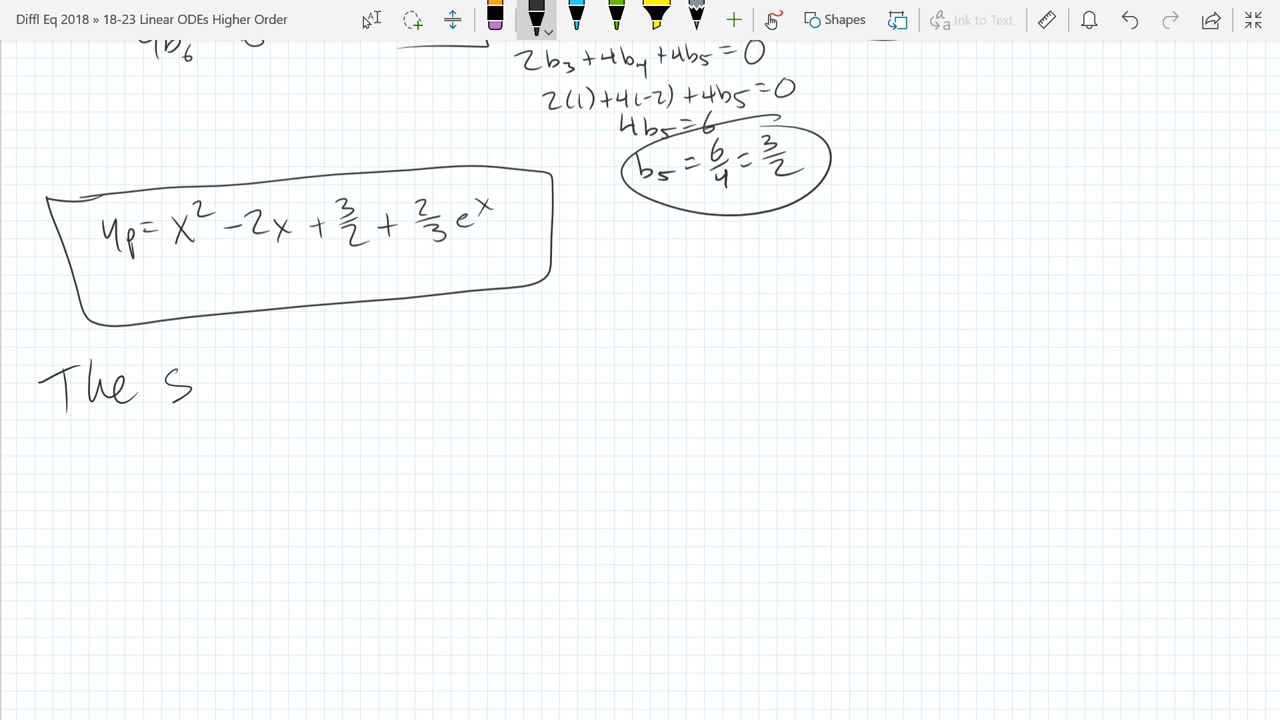 Diffl Eq 2018 » 18-23 Linear ODEs Higher Order
Shapes
Ink to Text
2b₃ + 4b₄ + 4b₅ = 0
2(1) + 4(-2) + 4b₅ = 0
4b₅ = 6
b₅ = 6/4 = 3/2
yₚ = x² - 2x + 3/2 + 2/3 eˣ
The s